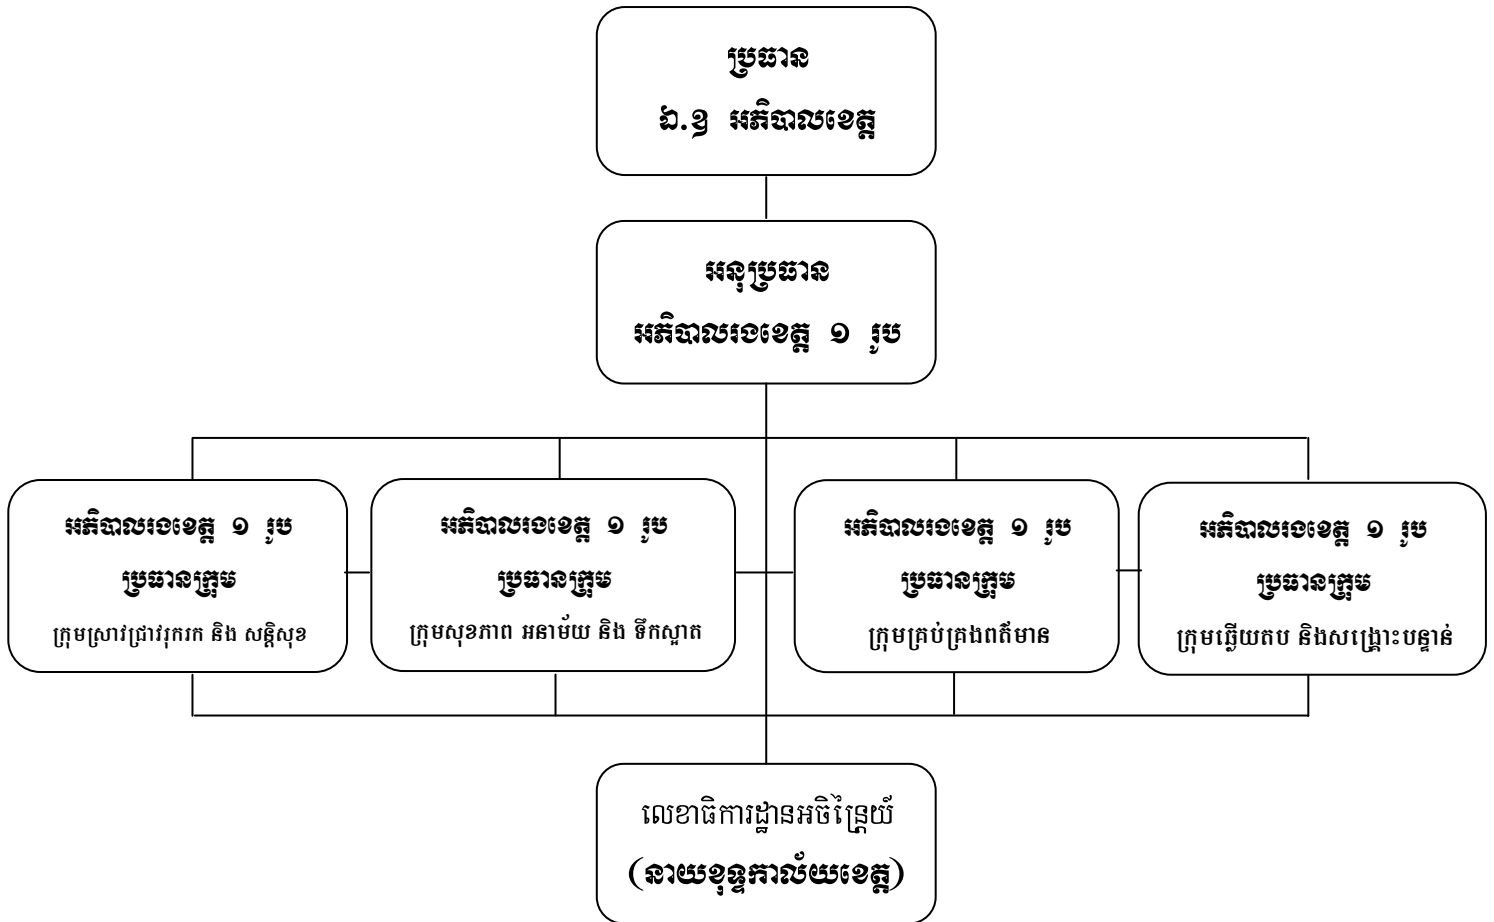 ប្រធាន
ឯ.ឧ អភិបាលខេត្ត
អនុប្រធាន
អភិបាលរងខេត្ត ១ រូប
អភិបាលរងខេត្ត ១ រូប
ប្រធានក្រុម
ក្រុមស្រាវជ្រាវរុករក និង សន្តិសុខ
អភិបាលរងខេត្ត ១ រូប
ប្រធានក្រុម
ក្រុមសុខភាព អនាម័យ និង ទឹកស្អាត
អភិបាលរងខេត្ត ១ រូប
ប្រធានក្រុម
ក្រុមគ្រប់គ្រងពត៌មាន
អភិបាលរងខេត្ត ១ រូប
ប្រធានក្រុម
ក្រុមឆ្លើយតប និងសង្គ្រោះបន្ទាន់
លេខាធិការដ្ឋានអចិន្ត្រៃយ៍
(នាយខុទ្ទកាល័យខេត្ត)